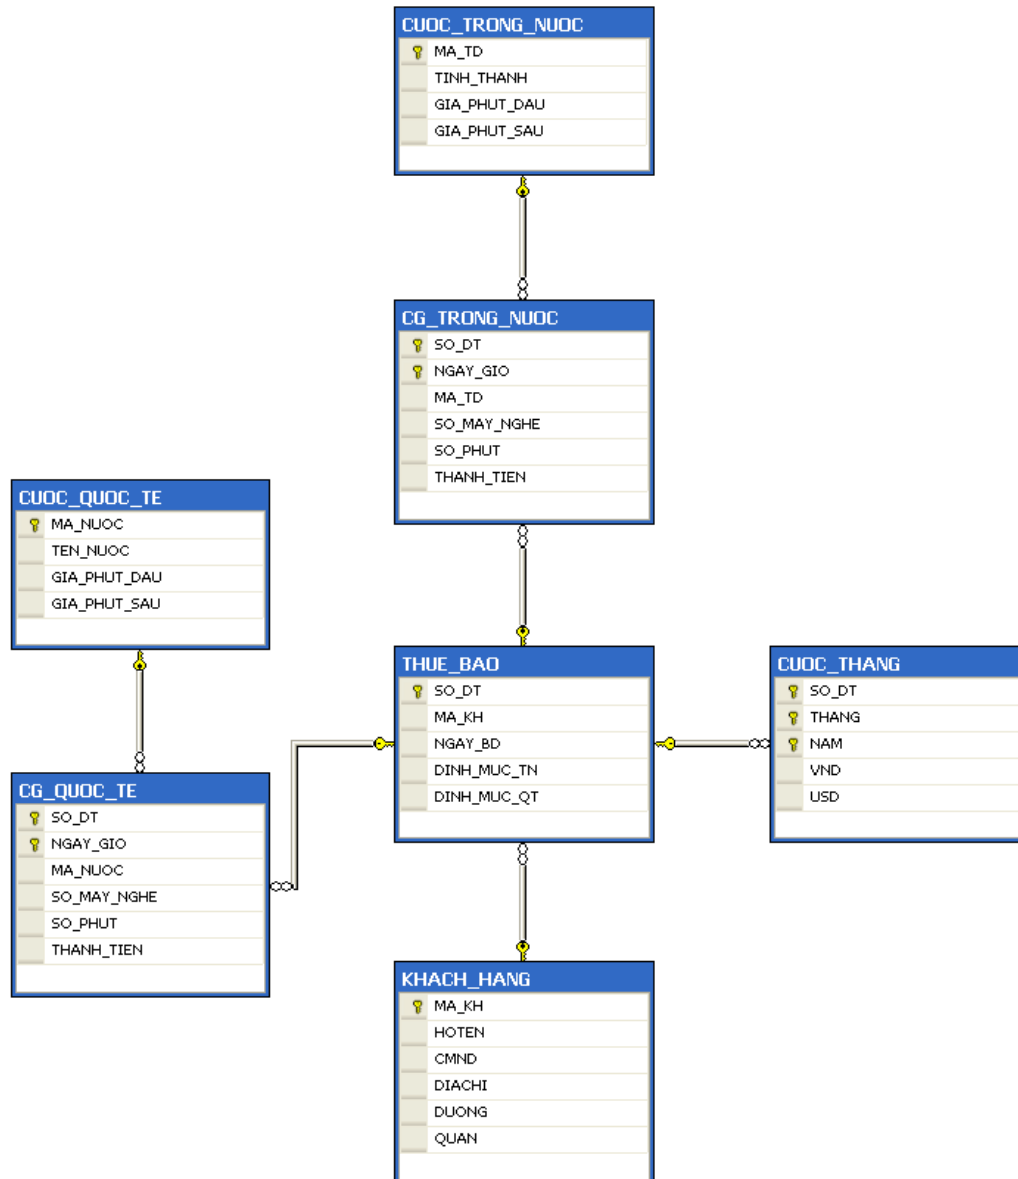 CUOC_TRONG_NUOC
MA_TD
TINH_THANH
GIA_PHUT_DAU
GIA_PHUT_SAU
CG_TRONG_NUOC
SO_DT
NGAY_GIO
MA_TD
SO_MAY_NGHE
SO_PHUT
THANH_TIEN
CUOC_QUOC_TE
MA_NUOC
TEN_NUOC
GIA_PHUT_DAU
GIA_PHUT_SAU
THUE_BAO
SO_DT
MA_KH
NGAY_BD
DINH_MUC_TN
DINH_MUC_QT
CUOC_THANG
SO_DT
THANG
NAM
VND
USD
CG_QUOC_TE
SO_DT
NGAY_GIO
MA_NUOC
SO_MAY_NGHE
SO_PHUT
THANH_TIEN
KHACH_HANG
MA_KH
HOTEN
CMND
DIACHI
DUONG
QUAN